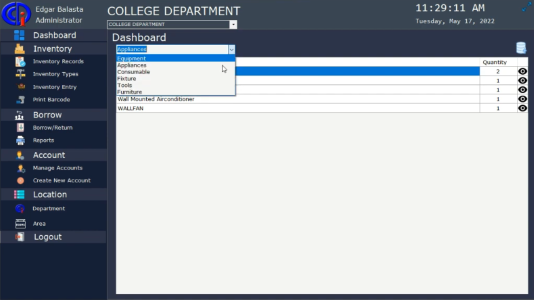 Edgar Balasta
Administrator
COLLEGE DEPARTMENT
COLLEGE DEPARTMENT
11:29:11 AM
Tuesday, May 17, 2022
Dashboard
Inventory
Inventory Records
Inventory Types
Inventory Entry
Print Barcode
Borrow
Borrow/Return
Reports
Account
Manage Accounts
Create New Account
Location
Department
Area
Logout
Dashboard
Appliances
Equipment
Appliances
Consumable
Fixture
Tools
Furniture
Quantity
2
1
1
Wall Mounted Airconditioner 1
WALLFAN 1